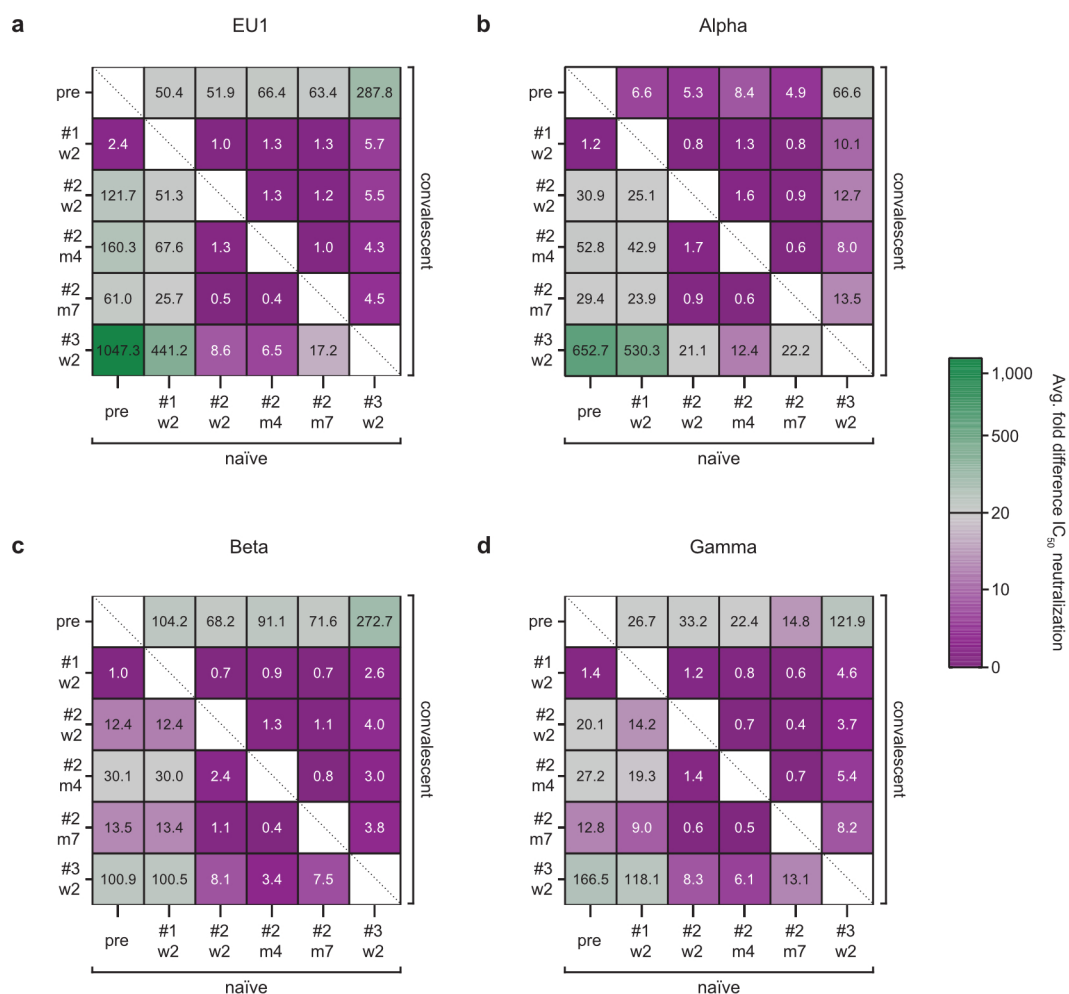 a
EU1
pre
50.4 51.9 66.4 63.4 287.8
#1
w2
2.4 1.0 1.3 1.3 5.7
#2
w2
121.7 51.3 1.3 1.2 5.5
#2
m4
160.3 67.6 1.3 1.0 4.3
#2
m7
61.0 25.7 0.5 0.4 4.5
#3
w2
1047.3 441.2 8.6 6.5 17.2
convalescent
pre #1 #2 #2 #2 #3
w2 w2 m4 m7 w2
naïve
b
Alpha
pre
6.6 5.3 8.4 4.9 66.6
#1
w2
1.2 0.8 1.3 0.8 10.1
#2
w2
30.9 25.1 1.6 0.9 12.7
#2
m4
52.8 42.9 1.7 0.6 8.0
#2
m7
29.4 23.9 0.9 0.6 13.5
#3
w2
652.7 530.3 21.1 12.4 22.2
convalescent
pre #1 #2 #2 #2 #3
w2 w2 m4 m7 w2
naïve
c
Beta
pre
104.2 68.2 91.1 71.6 272.7
#1
w2
1.0 0.7 0.9 0.7 2.6
#2
w2
12.4 12.4 1.3 1.1 4.0
#2
m4
30.1 30.0 2.4 0.8 3.0
#2
m7
13.5 13.4 1.1 0.4 3.8
#3
w2
100.9 100.5 8.1 3.4 7.5
convalescent
pre #1 #2 #2 #2 #3
w2 w2 m4 m7 w2
naïve
d
Gamma
pre
26.7 33.2 22.4 14.8 121.9
#1
w2
1.4 1.2 0.8 0.6 4.6
#2
w2
20.1 14.2 0.7 0.4 3.7
#2
m4
27.2 19.3 1.4 0.7 5.4
#2
m7
12.8 9.0 0.6 0.5 8.2
#3
w2
166.5 118.1 8.3 6.1 13.1
convalescent
pre #1 #2 #2 #2 #3
w2 w2 m4 m7 w2
naïve
1,000
500
20
10
0
Avg. fold difference IC50 neutralization